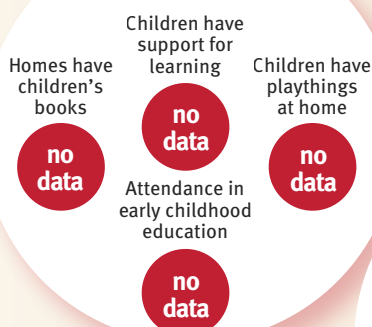 Children have
support for
learning
no
data
Homes have
children's
books
no
data
Children have
playthings
at home
no
data
Attendance in
early childhood
education
no
data